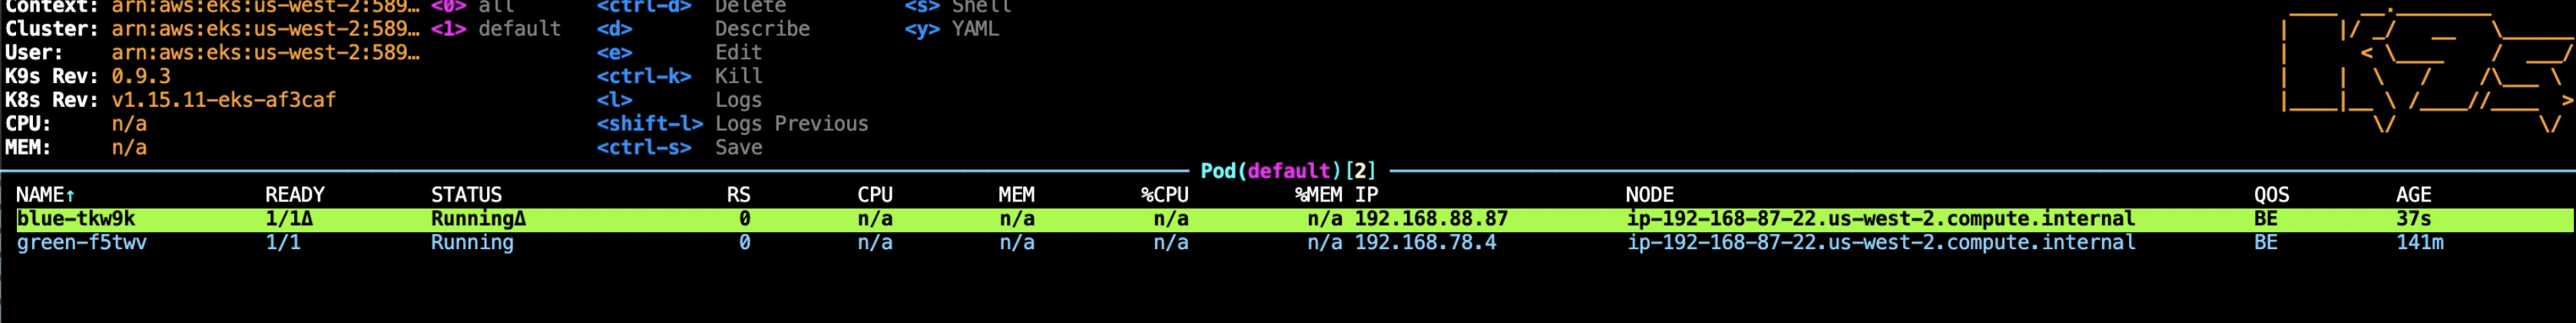 Context: arn:aws:eks:us-west-2:589… <0> all <ctrl-d> Delete <s> Shell
Cluster: arn:aws:eks:us-west-2:589… <1> default <d> Describe <y> YAML
User: arn:aws:eks:us-west-2:589… <e> Edit
K9s Rev: 0.9.3 <ctrl-k> Kill
K8s Rev: v1.15.11-eks-af3caf <l> Logs
CPU: n/a <shift-l> Logs Previous
MEM: n/a <ctrl-s> Save
Pod(default)[2]
NAME↑ READY STATUS RS CPU MEM %CPU %MEM IP NODE QOS AGE
blue-tkw9k 1/1Δ RunningΔ 0 n/a n/a n/a n/a 192.168.88.87 ip-192-168-87-22.us-west-2.compute.internal BE 37s
green-f5twv 1/1 Running 0 n/a n/a n/a n/a 192.168.78.4 ip-192-168-87-22.us-west-2.compute.internal BE 141m